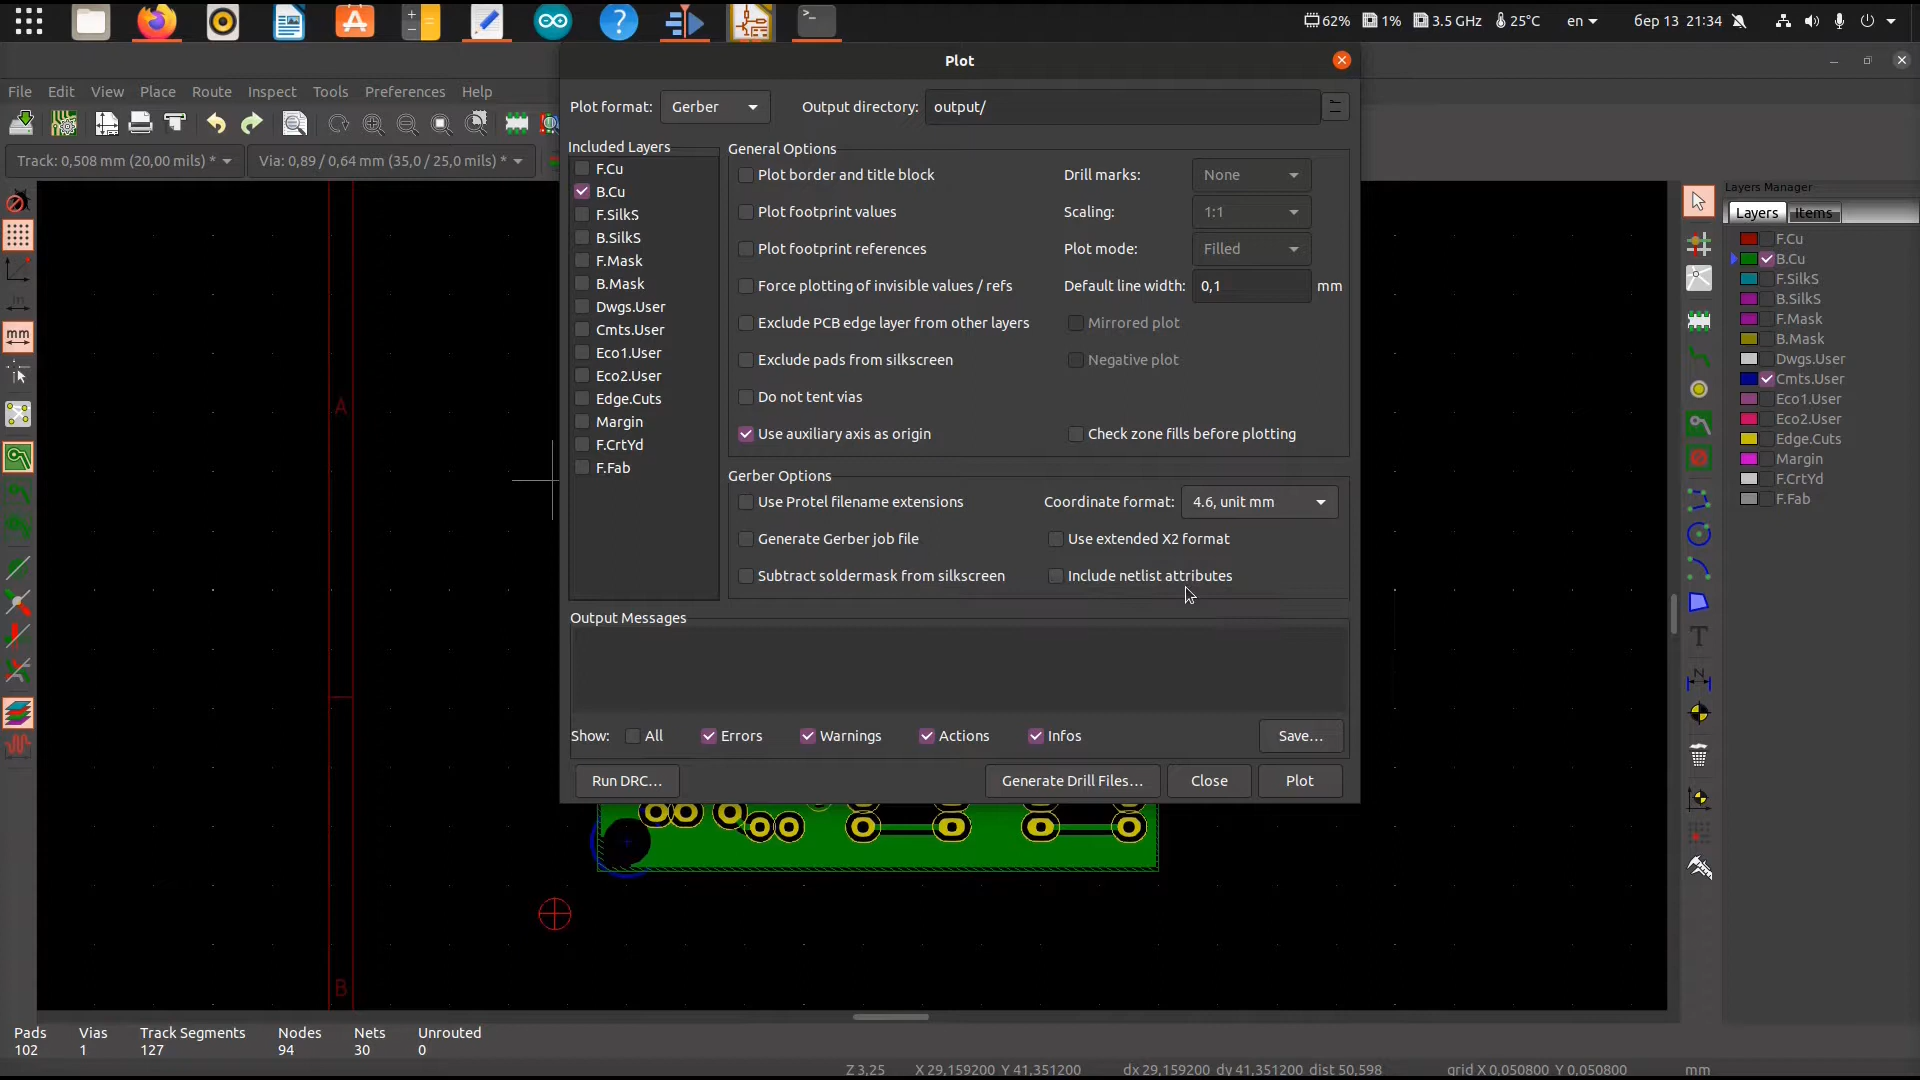 62% 1% 3.5 GHz 25°C en бер 13 21:34
Plot
File Edit View Place Route Inspect Tools Preferences Help
Plot format: Gerber Output directory: output/
Track: 0,508 mm (20,00 mils) * Via: 0,89 / 0,64 mm (35,0 / 25,0 mils) *
Included Layers
F.Cu
B.Cu
F.SilkS
B.SilkS
F.Mask
B.Mask
Dwgs.User
Cmts.User
Eco1.User
Eco2.User
Edge.Cuts
Margin
F.CrtYd
F.Fab
General Options
Plot border and title block
Plot footprint values
Plot footprint references
Force plotting of invisible values / refs
Exclude PCB edge layer from other layers
Exclude pads from silkscreen
Do not tent vias
Use auxiliary axis as origin
Drill marks: None
Scaling: 1:1
Plot mode: Filled
Default line width: 0,1 mm
Mirrored plot
Negative plot
Check zone fills before plotting
Gerber Options
Use Protel filename extensions
Generate Gerber job file
Subtract soldermask from silkscreen
Coordinate format: 4.6, unit mm
Use extended X2 format
Include netlist attributes
Output Messages
Show: All Errors Warnings Actions Infos Save...
Run DRC... Generate Drill Files... Close Plot
Layers Manager
Layers Items
F.Cu
B.Cu
F.SilkS
B.SilkS
F.Mask
B.Mask
Dwgs.User
Cmts.User
Eco1.User
Eco2.User
Edge.Cuts
Margin
F.CrtYd
F.Fab
in
mm
A
B
T
N
Pads Vias Track Segments Nodes Nets Unrouted
102 1 127 94 30 0
Z 3,25 X 29,159200 Y 41,351200 dx 29,159200 dy 41,351200 dist 50,598 grid X 0,050800 Y 0,050800 mm